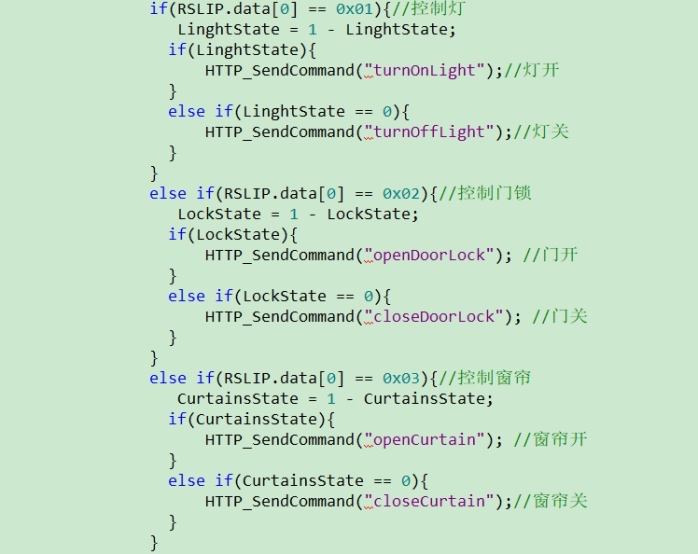 if(RSLIP.data[0] == 0x01){//控制灯
LinghtState = 1 - LinghtState;
if(LinghtState){
HTTP_SendCommand("turnOnLight");//灯开
}
else if(LinghtState == 0){
HTTP_SendCommand("turnOffLight");//灯关
}
}
else if(RSLIP.data[0] == 0x02){//控制门锁
LockState = 1 - LockState;
if(LockState){
HTTP_SendCommand("openDoorLock"); //门开
}
else if(LockState == 0){
HTTP_SendCommand("closeDoorLock"); //门关
}
}
else if(RSLIP.data[0] == 0x03){//控制窗帘
CurtainsState = 1 - CurtainsState;
if(CurtainsState){
HTTP_SendCommand("openCurtain"); //窗帘开
}
else if(CurtainsState == 0){
HTTP_SendCommand("closeCurtain");//窗帘关
}
}